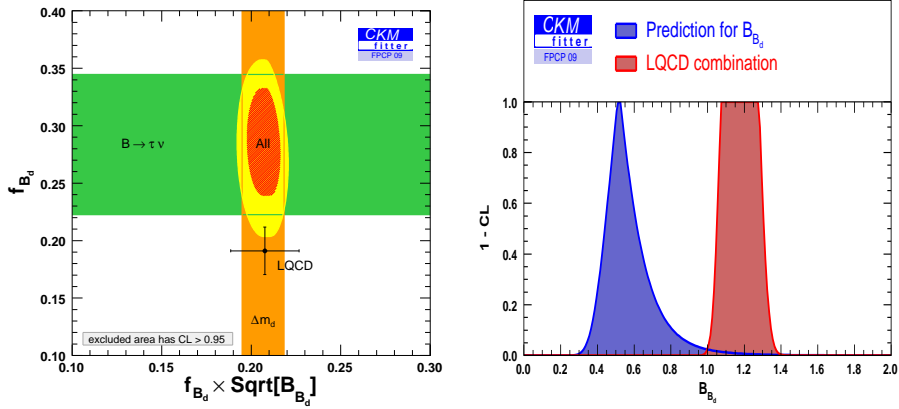 CKM
fitter
FPCP 09
f_{B_d}
0.40
0.35
0.30
0.25
0.20
0.15
0.10
B → τ ν
All
LQCD
Δm_d
excluded area has CL > 0.95
0.10 0.15 0.20 0.25 0.30
f_{B_d} × Sqrt[B_{B_d}]
CKM
fitter
FPCP 09
Prediction for B_{B_d}
LQCD combination
1 - CL
1.0
0.8
0.6
0.4
0.2
0.0
0.0 0.2 0.4 0.6 0.8 1.0 1.2 1.4 1.6 1.8 2.0
B_{B_d}